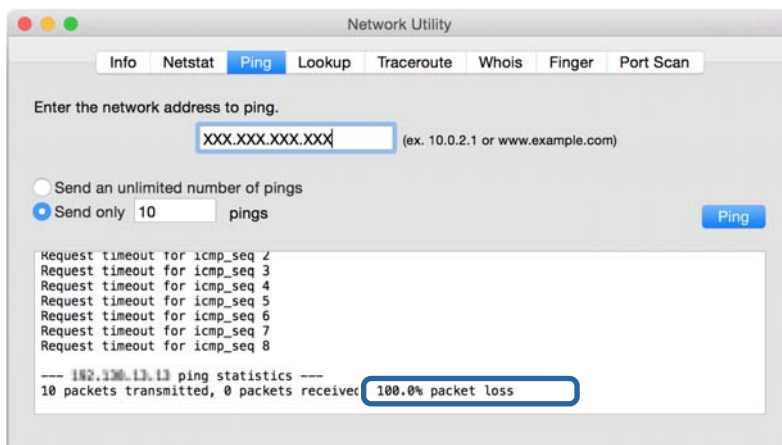 Network Utility
Info Netstat Ping Lookup Traceroute Whois Finger Port Scan
Enter the network address to ping.
XXX.XXX.XXX.XXX (ex. 10.0.2.1 or www.example.com)
Send an unlimited number of pings
Send only 10 pings
Ping
Request timeout for icmp_seq 2
Request timeout for icmp_seq 3
Request timeout for icmp_seq 4
Request timeout for icmp_seq 5
Request timeout for icmp_seq 6
Request timeout for icmp_seq 7
Request timeout for icmp_seq 8
--- ping statistics ---
10 packets transmitted, 0 packets received 100.0% packet loss